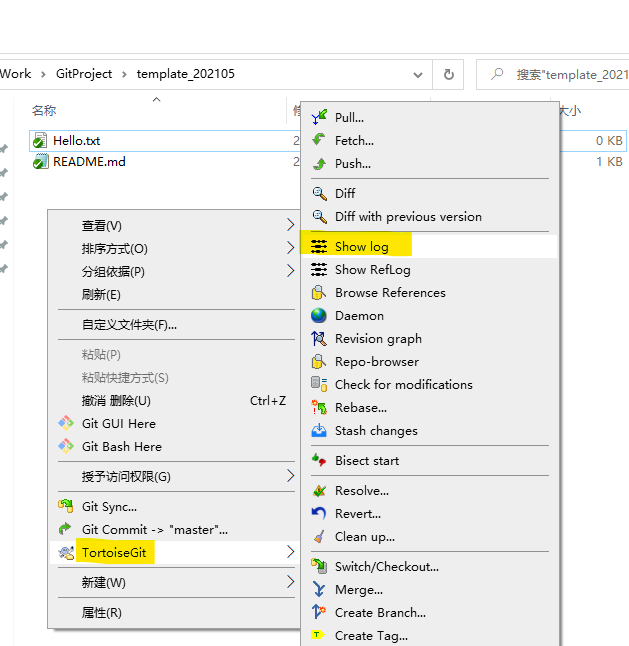 Work > GitProject > template_202105
搜索"template_2021
名称
大小
Hello.txt
0 KB
README.md
1 KB
查看(V)
排序方式(O)
分组依据(P)
刷新(E)
自定义文件夹(F)...
粘贴(P)
粘贴快捷方式(S)
撤消 删除(U) Ctrl+Z
Git GUI Here
Git Bash Here
授予访问权限(G)
Git Sync...
Git Commit -> "master"...
TortoiseGit
新建(W)
属性(R)
Pull...
Fetch...
Push...
Diff
Diff with previous version
Show log
Show RefLog
Browse References
Daemon
Revision graph
Repo-browser
Check for modifications
Rebase...
Stash changes
Bisect start
Resolve...
Revert...
Clean up...
Switch/Checkout...
Merge...
Create Branch...
Create Tag...